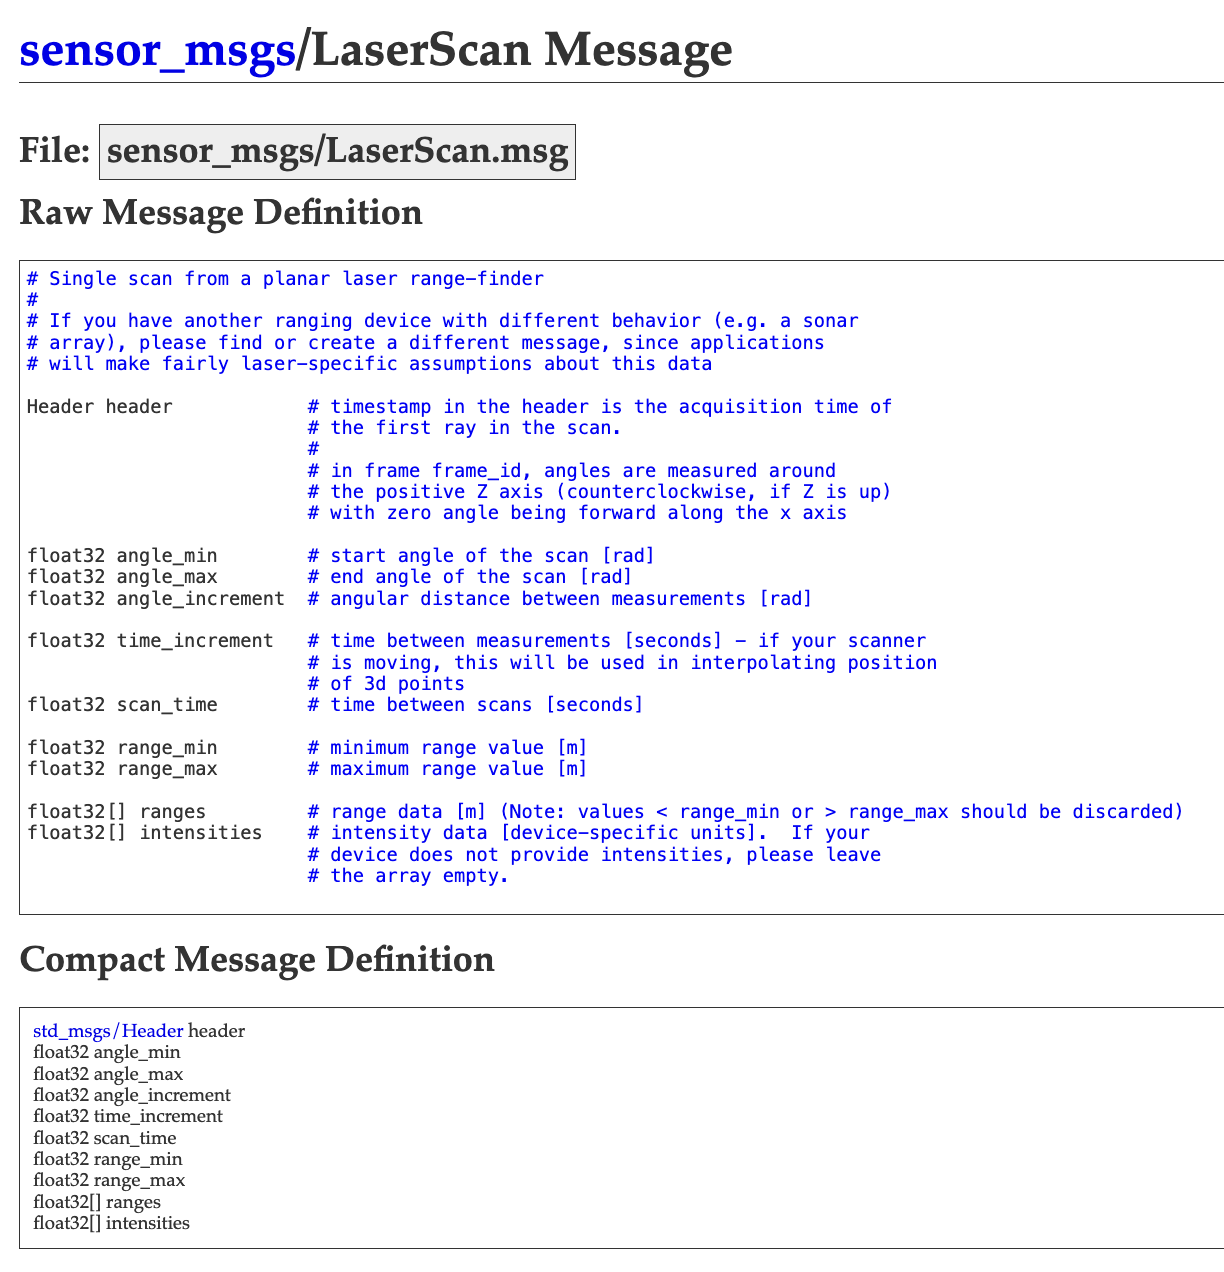 sensor_msgs/LaserScan Message
File: sensor_msgs/LaserScan.msg
Raw Message Definition
# Single scan from a planar laser range-finder
#
# If you have another ranging device with different behavior (e.g. a sonar
# array), please find or create a different message, since applications
# will make fairly laser-specific assumptions about this data
Header header            # timestamp in the header is the acquisition time of
                         # the first ray in the scan.
                         #
                         # in frame frame_id, angles are measured around
                         # the positive Z axis (counterclockwise, if Z is up)
                         # with zero angle being forward along the x axis
float32 angle_min        # start angle of the scan [rad]
float32 angle_max        # end angle of the scan [rad]
float32 angle_increment  # angular distance between measurements [rad]
float32 time_increment   # time between measurements [seconds] - if your scanner
                         # is moving, this will be used in interpolating position
                         # of 3d points
float32 scan_time        # time between scans [seconds]
float32 range_min        # minimum range value [m]
float32 range_max        # maximum range value [m]
float32[] ranges         # range data [m] (Note: values < range_min or > range_max should be discarded)
float32[] intensities    # intensity data [device-specific units].  If your
                         # device does not provide intensities, please leave
                         # the array empty.
Compact Message Definition
std_msgs/Header header
float32 angle_min
float32 angle_max
float32 angle_increment
float32 time_increment
float32 scan_time
float32 range_min
float32 range_max
float32[] ranges
float32[] intensities